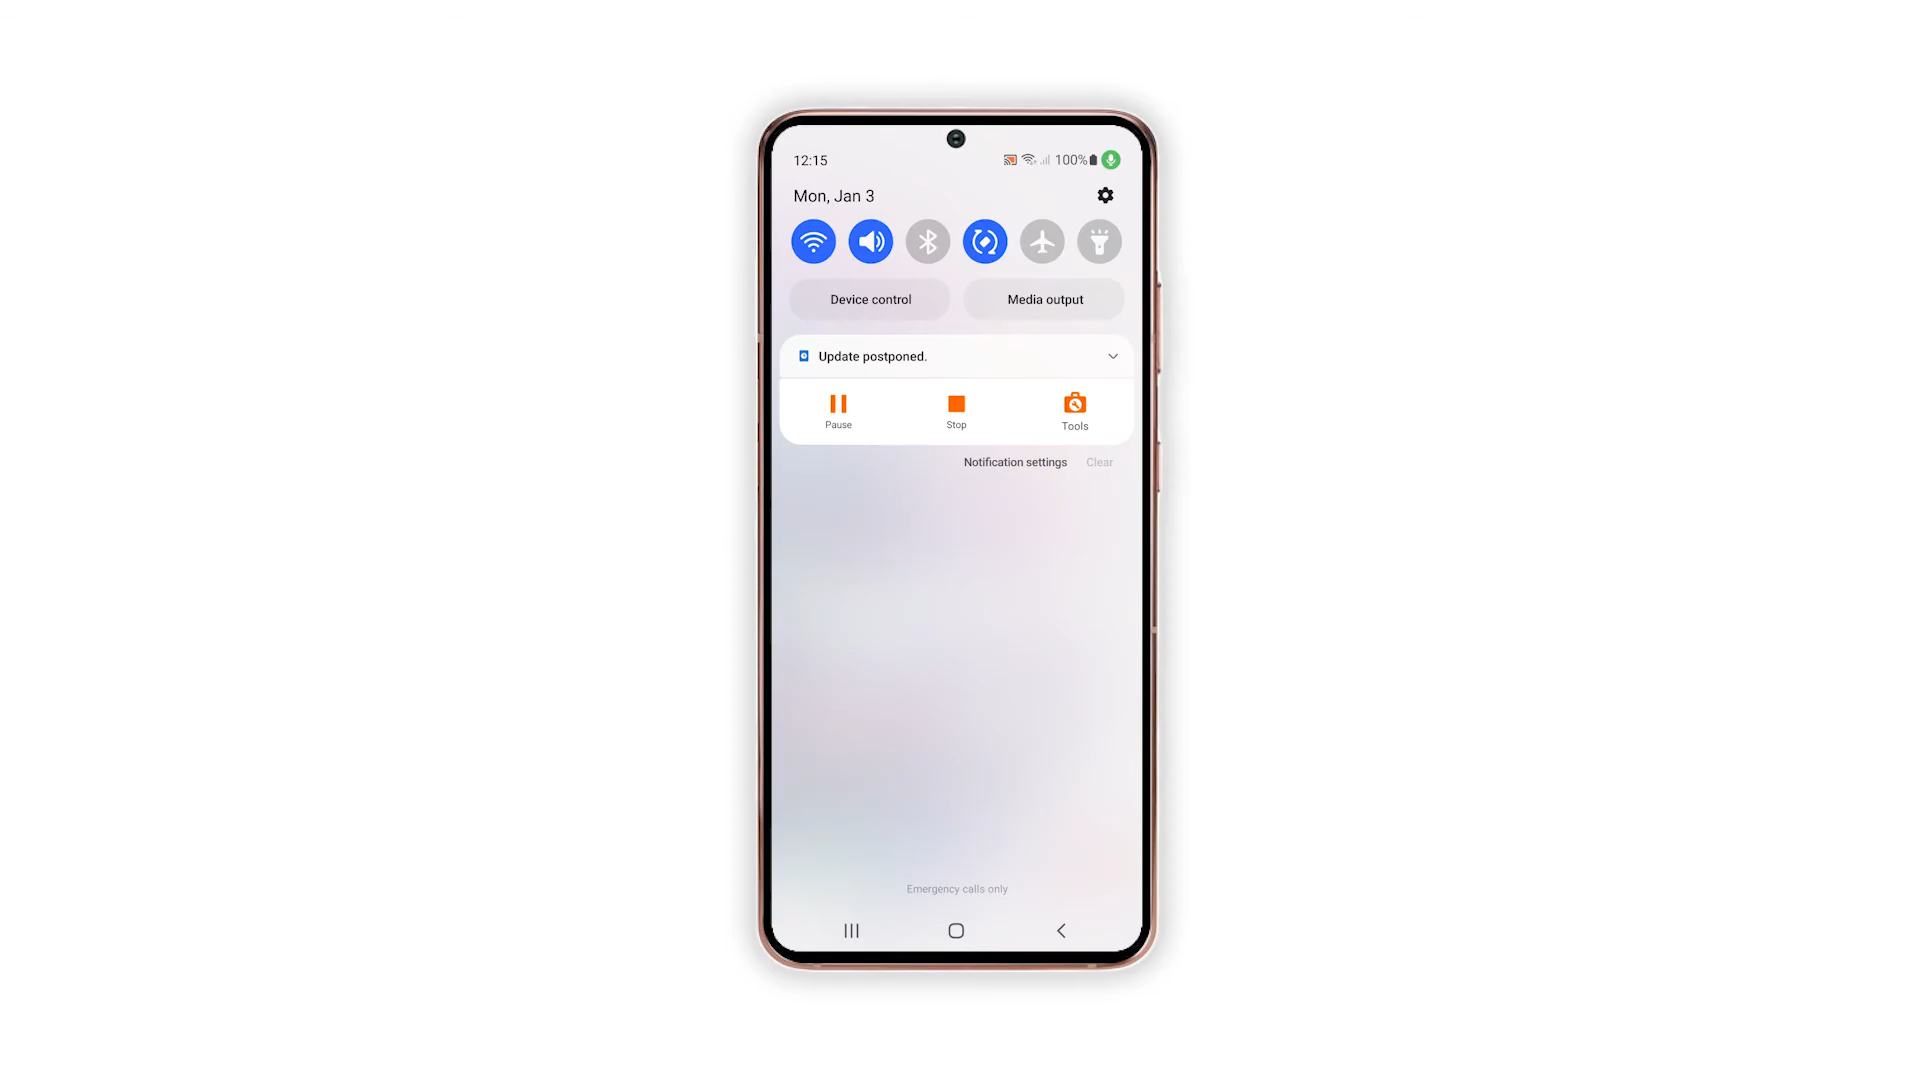 12:15 100%
Mon, Jan 3
Device control Media output
Update postponed.
Pause Stop Tools
Notification settings Clear
Emergency calls only